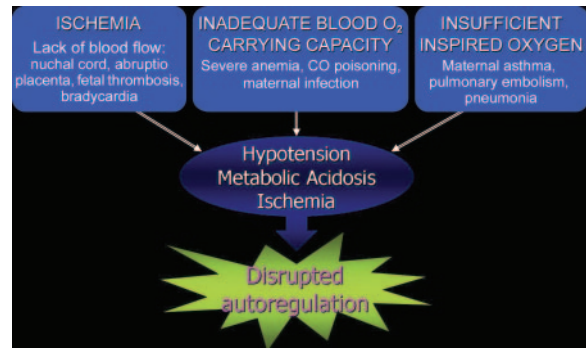 ISCHEMIA
Lack of blood flow:
nuchal cord, abruptio
placenta, fetal thrombosis,
bradycardia
INADEQUATE BLOOD O₂
CARRYING CAPACITY
Severe anemia, CO poisoning,
maternal infection
INSUFFICIENT
INSPIRED OXYGEN
Maternal asthma,
pulmonary embolism,
pneumonia
Hypotension
Metabolic Acidosis
Ischemia
Disrupted
autoregulation